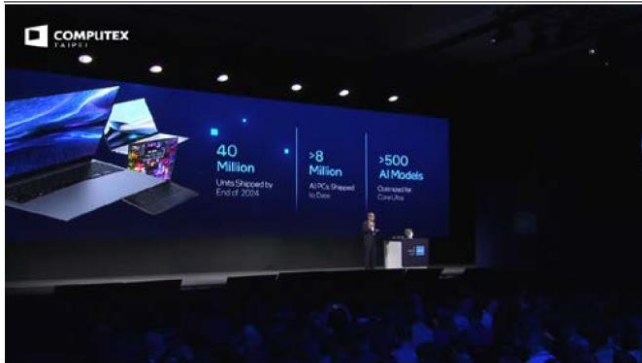 COMPUTEX
TAIPEI
40
Million
Units Shipped by
End of 2024
>8
Million
AI PCs Shipped
to Date
>500
AI Models
Optimized for
Core Ultra